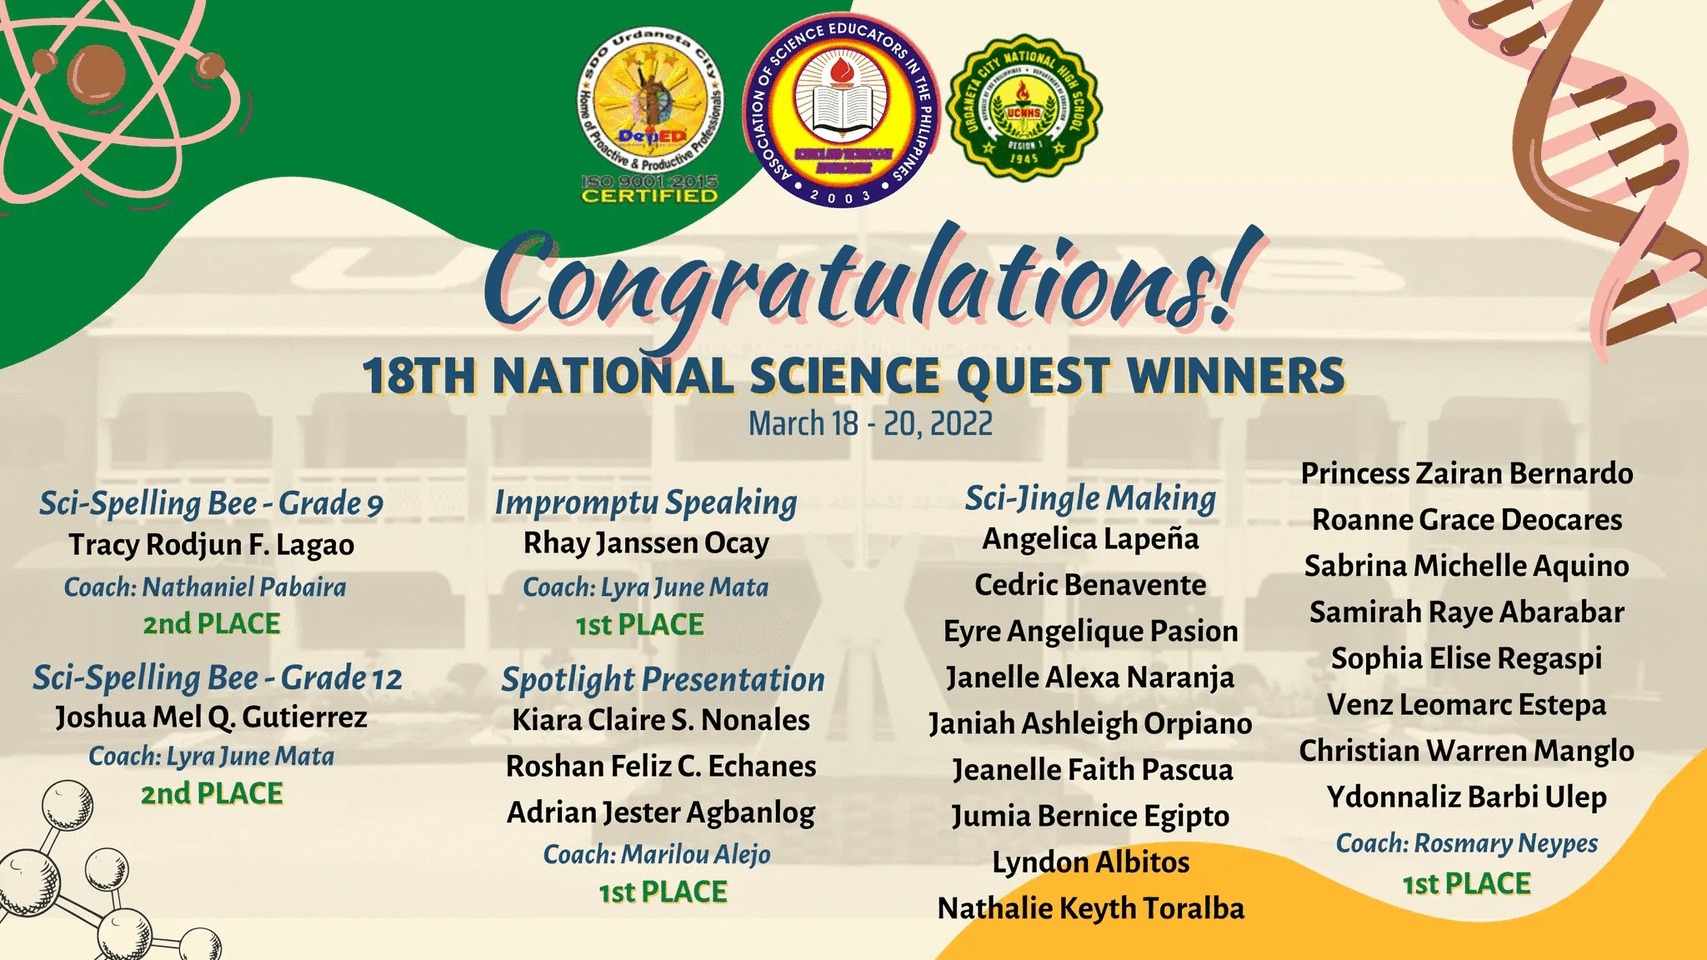 SDO Urdaneta City
Home of Proactive & Productive Professionals
DepED
ISO 9001:2015
CERTIFIED
ASSOCIATION OF SCIENCE EDUCATORS IN THE PHILIPPINES
2003
URDANETA CITY NATIONAL HIGH SCHOOL
UCNHS
REGION 1
1945
Congratulations!
18TH NATIONAL SCIENCE QUEST WINNERS
March 18 - 20, 2022
Sci-Spelling Bee - Grade 9
Tracy Rodjun F. Lagao
Coach: Nathaniel Pabaira
2nd PLACE
Sci-Spelling Bee - Grade 12
Joshua Mel Q. Gutierrez
Coach: Lyra June Mata
2nd PLACE
Impromptu Speaking
Rhay Janssen Ocay
Coach: Lyra June Mata
1st PLACE
Spotlight Presentation
Kiara Claire S. Nonales
Roshan Feliz C. Echanes
Adrian Jester Agbanlog
Coach: Marilou Alejo
1st PLACE
Sci-Jingle Making
Angelica Lapeña
Cedric Benavente
Eyre Angelique Pasion
Janelle Alexa Naranja
Janiah Ashleigh Orpiano
Jeanelle Faith Pascua
Jumia Bernice Egipto
Lyndon Albitos
Nathalie Keyth Toralba
Princess Zairan Bernardo
Roanne Grace Deocares
Sabrina Michelle Aquino
Samirah Raye Abarabar
Sophia Elise Regaspi
Venz Leomarc Estepa
Christian Warren Manglo
Ydonnaliz Barbi Ulep
Coach: Rosmary Neypes
1st PLACE